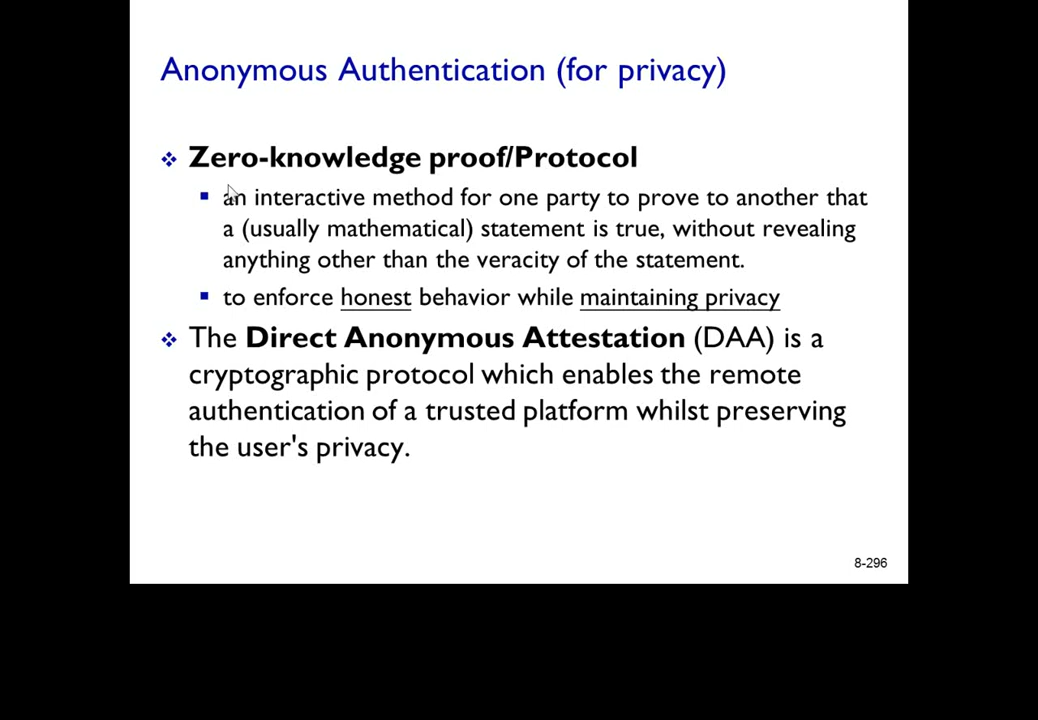 Anonymous Authentication (for privacy)
Zero-knowledge proof/Protocol
an interactive method for one party to prove to another that
a (usually mathematical) statement is true, without revealing
anything other than the veracity of the statement.
to enforce honest behavior while maintaining privacy
The Direct Anonymous Attestation (DAA) is a
cryptographic protocol which enables the remote
authentication of a trusted platform whilst preserving
the user's privacy.
8-296